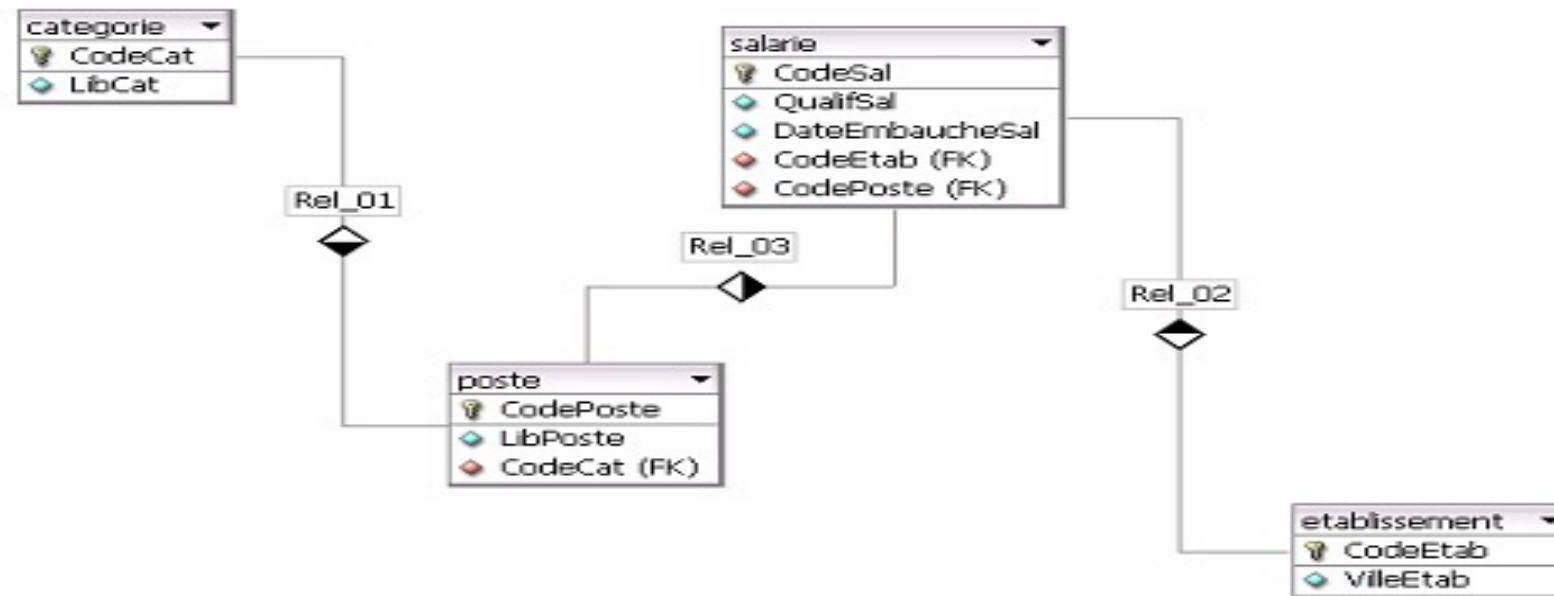 categorie
CodeCat
LibCat
salarie
CodeSal
QualifSal
DateEmbaucheSal
CodeEtab (FK)
CodePoste (FK)
Rel_01
Rel_03
Rel_02
poste
CodePoste
LibPoste
CodeCat (FK)
etablissement
CodeEtab
VilleEtab